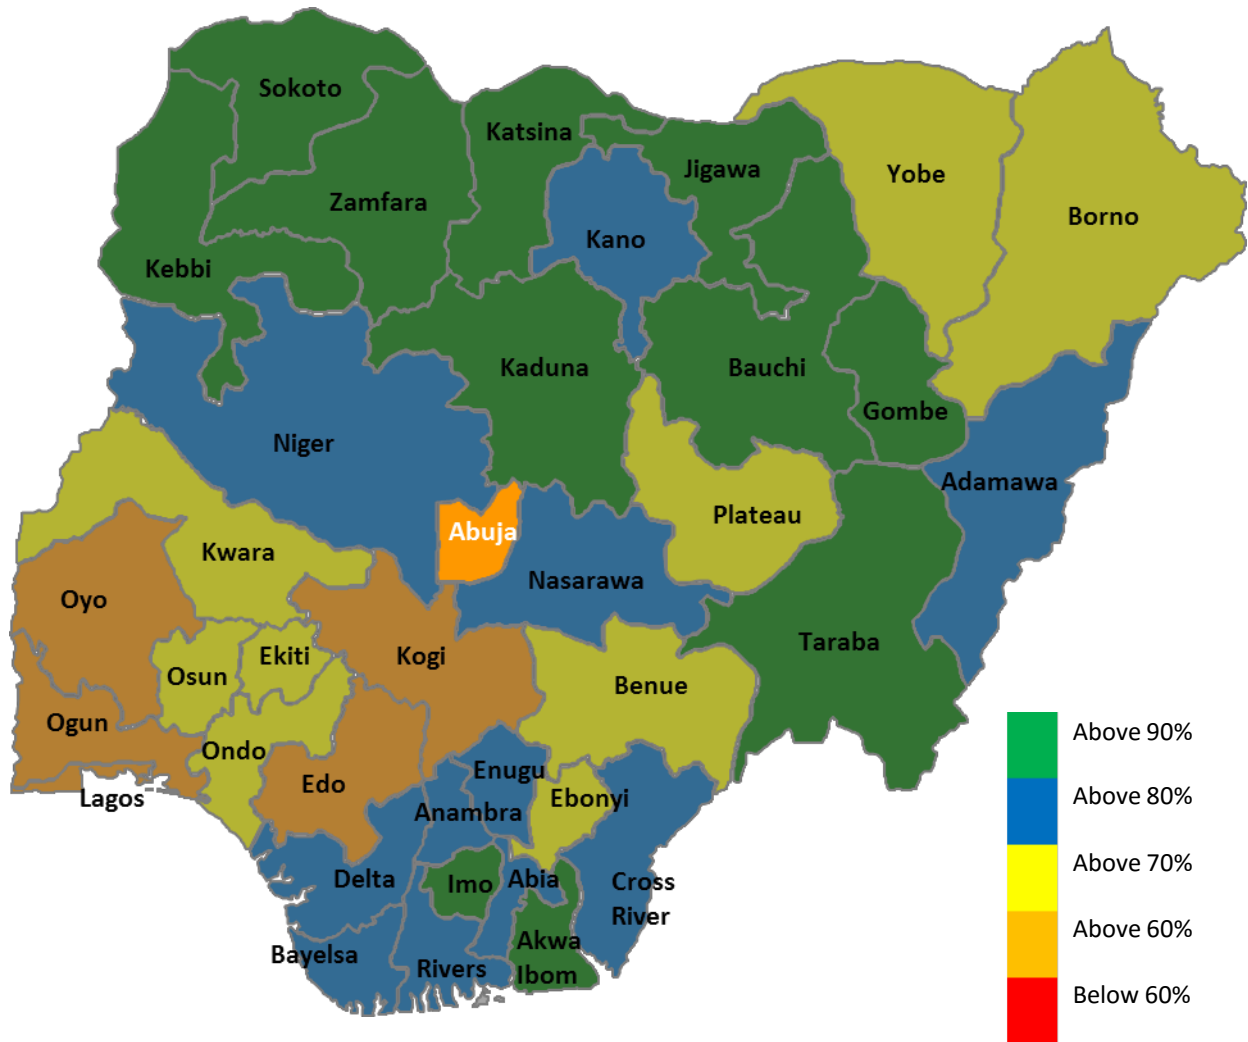 Sokoto
Katsina
Jigawa
Yobe
Zamfara
Borno
Kano
Kebbi
Kaduna
Bauchi
Gombe
Niger
Adamawa
Plateau
Abuja
Kwara
Nasarawa
Oyo
Taraba
Kogi
Ekiti
Osun
Benue
Ogun
Ondo
Enugu
Edo
Lagos
Ebonyi
Anambra
Delta
Imo
Abia
Cross
River
Akwa
Ibom
Bayelsa
Rivers
Above 90%
Above 80%
Above 70%
Above 60%
Below 60%